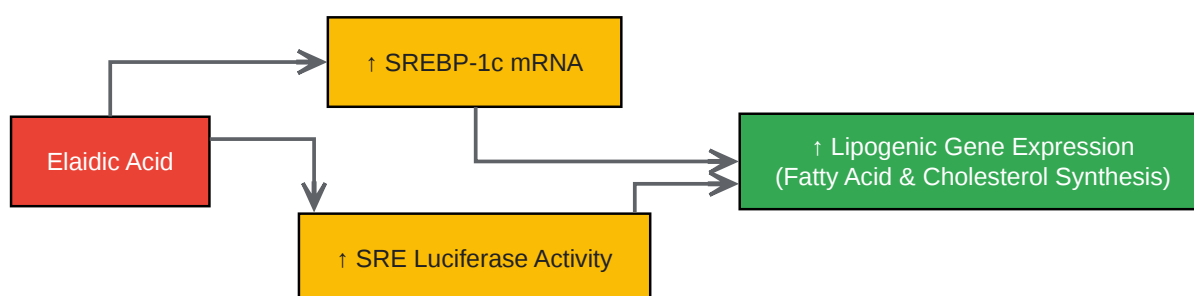 ↑ SREBP-1c mRNA
Elaidic Acid
↑ Lipogenic Gene Expression
(Fatty Acid & Cholesterol Synthesis)
↑ SRE Luciferase Activity